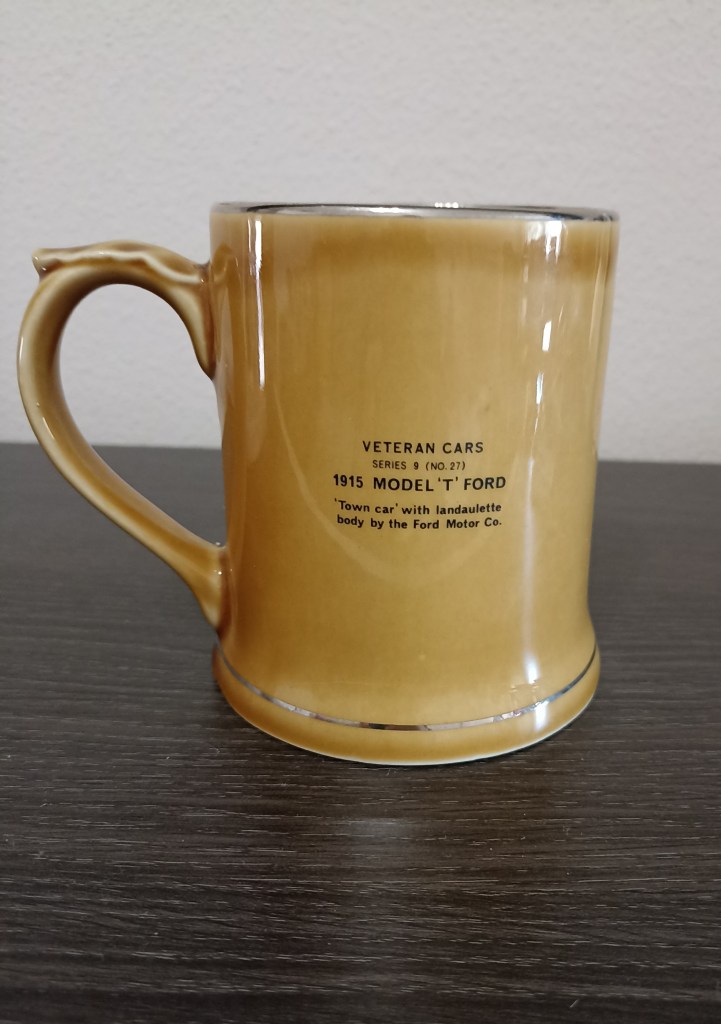 VETERAN CARS
SERIES 9 (NO. 27)
1915 MODEL 'T' FORD
'Town car' with landaulette
body by the Ford Motor Co.